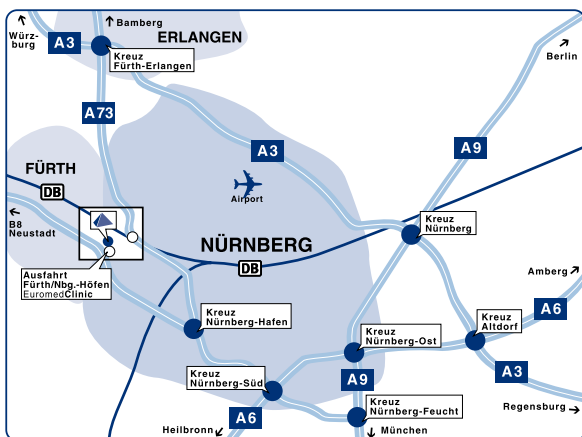 Würz-
burg
A3
Bamberg
ERLANGEN
Kreuz
Fürth-Erlangen
Berlin
A73
A3
A9
FÜRTH
DB
Airport
B8
Neustadt
Kreuz
Nürnberg
NÜRNBERG
DB
Ausfahrt
Fürth/Nbg.-Höfen
EuromedClinic
Amberg
Kreuz
Nürnberg-Hafen
Kreuz
Altdorf
A6
Kreuz
Nürnberg-Ost
Kreuz
Nürnberg-Süd
A9
A3
Kreuz
Nürnberg-Feucht
Regensburg
A6
Heilbronn
München